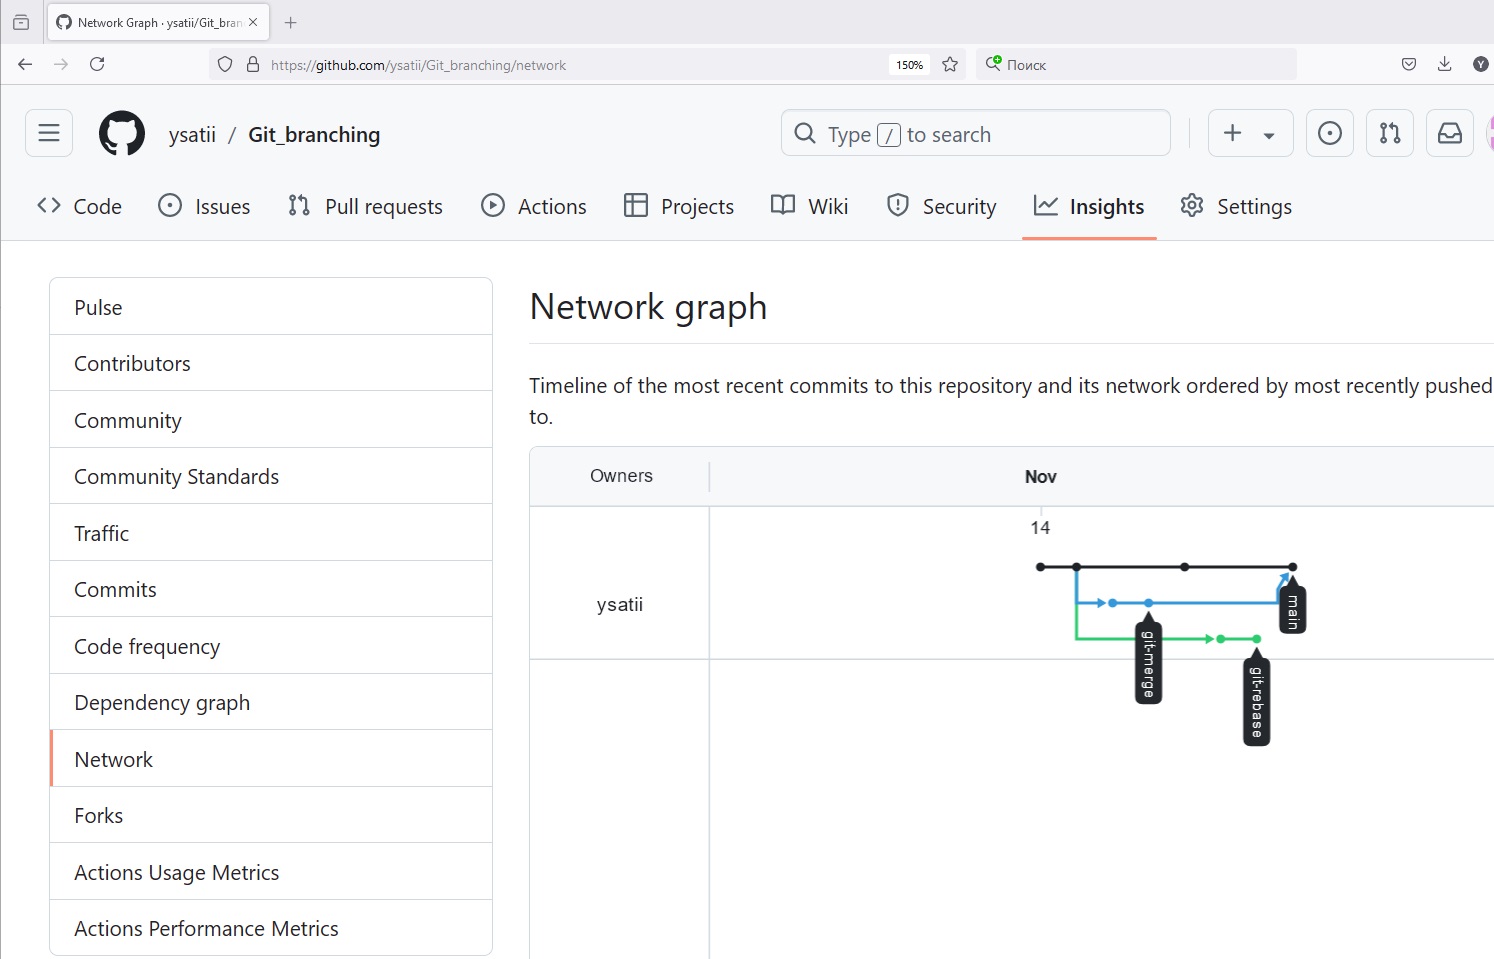 Network Graph · ysatii/Git_bran
https://github.com/ysatii/Git_branching/network
150%
Поиск
Y
ysatii / Git_branching
Type / to search
Code
Issues
Pull requests
Actions
Projects
Wiki
Security
Insights
Settings
Pulse
Contributors
Community
Community Standards
Traffic
Commits
Code frequency
Dependency graph
Network
Forks
Actions Usage Metrics
Actions Performance Metrics
Network graph
Timeline of the most recent commits to this repository and its network ordered by most recently pushed
to.
Owners
Nov
14
ysatii
main
git-merge
git-rebase